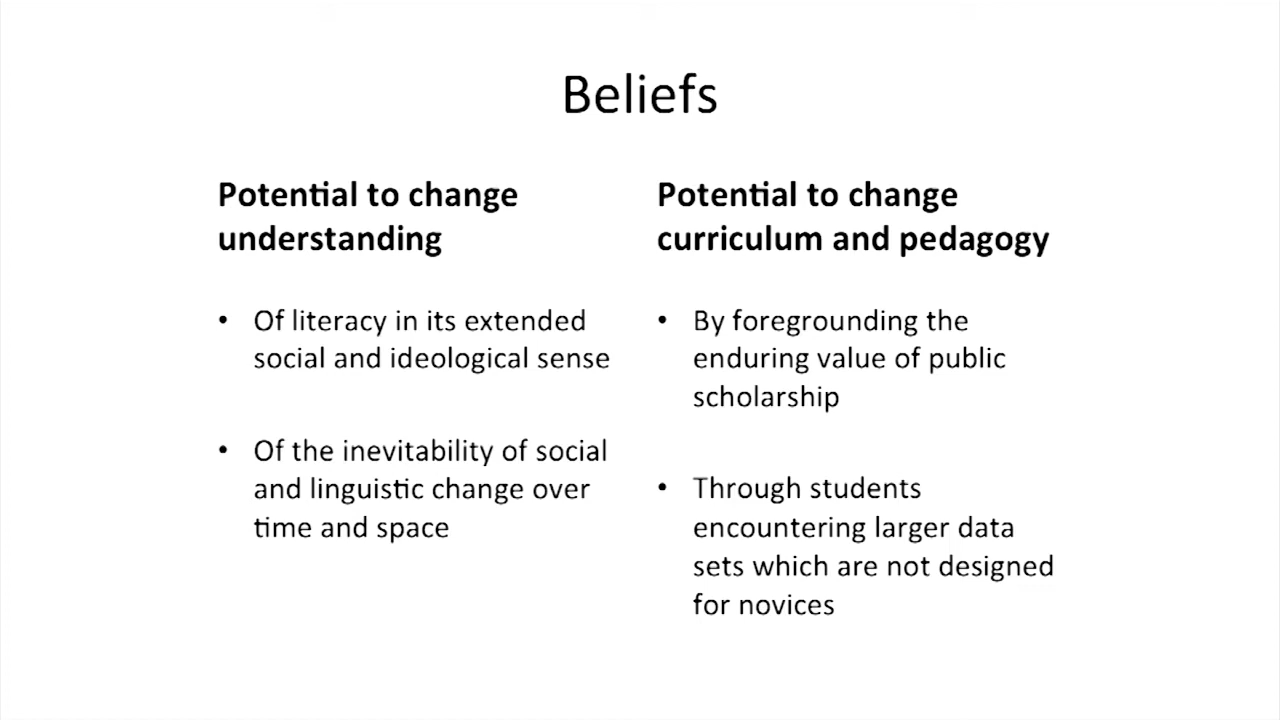 Beliefs
Potential to change
understanding
• Of literacy in its extended
social and ideological sense
• Of the inevitability of social
and linguistic change over
time and space
Potential to change
curriculum and pedagogy
• By foregrounding the
enduring value of public
scholarship
• Through students
encountering larger data
sets which are not designed
for novices